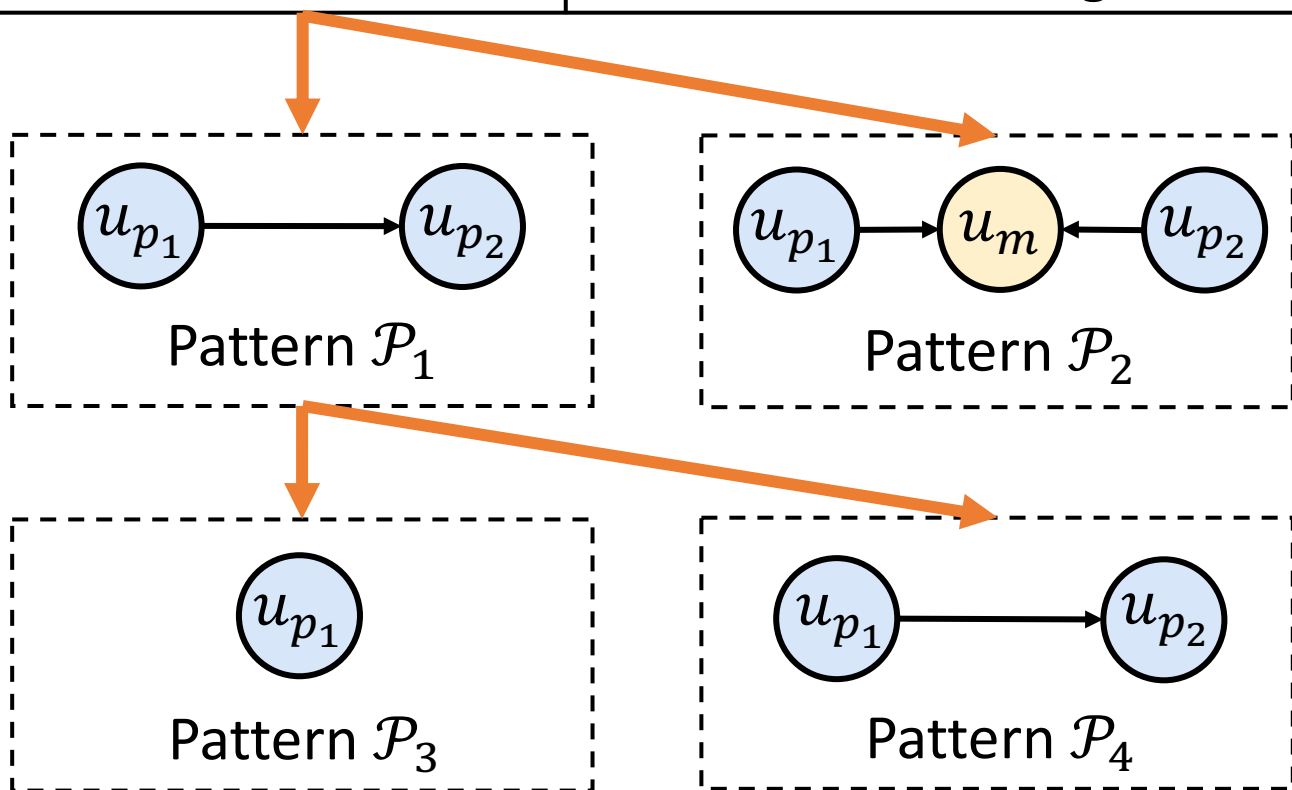 u_{p_1} u_{p_2}
Pattern 𝒫_1
u_{p_1} u_m u_{p_2}
Pattern 𝒫_2
u_{p_1}
Pattern 𝒫_3
u_{p_1} u_{p_2}
Pattern 𝒫_4